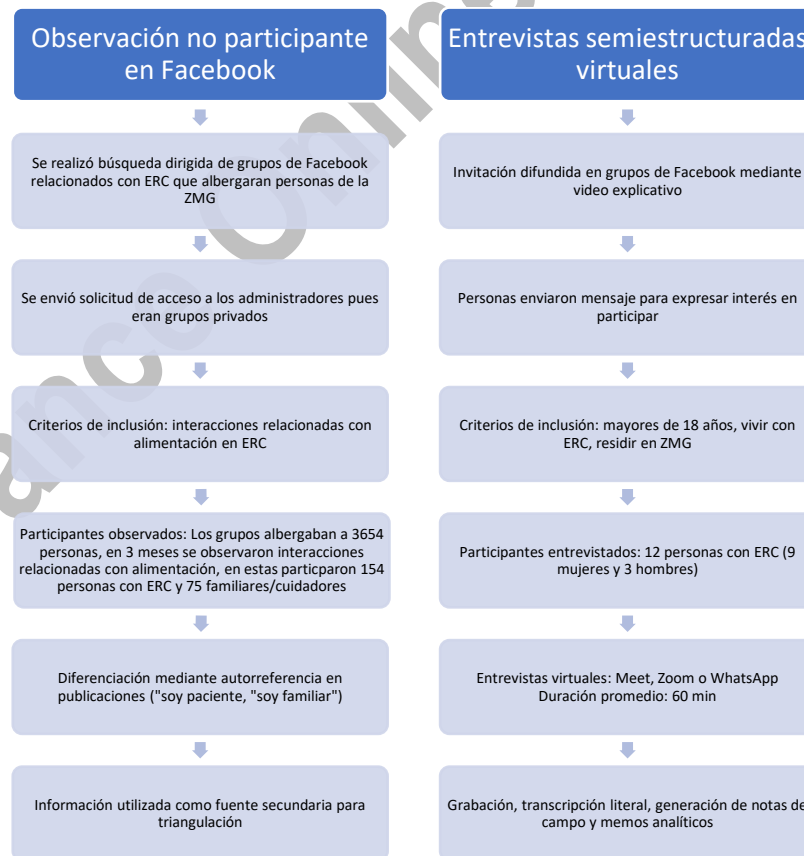 Observación no participante
en Facebook
Se realizó búsqueda dirigida de grupos de Facebook
relacionados con ERC que albergaran personas de la
ZMG
Se envió solicitud de acceso a los administradores pues
eran grupos privados
Criterios de inclusión: interacciones relacionadas con
alimentación en ERC
Participantes observados: Los grupos albergaban a 3654
personas, en 3 meses se observaron interacciones
relacionadas con alimentación, en estas particparon 154
personas con ERC y 75 familiares/cuidadores
Diferenciación mediante autorreferencia en
publicaciones ("soy paciente, "soy familiar")
Información utilizada como fuente secundaria para
triangulación
Entrevistas semiestructuradas
virtuales
Invitación difundida en grupos de Facebook mediante
video explicativo
Personas enviaron mensaje para expresar interés en
participar
Criterios de inclusión: mayores de 18 años, vivir con
ERC, residir en ZMG
Participantes entrevistados: 12 personas con ERC (9
mujeres y 3 hombres)
Entrevistas virtuales: Meet, Zoom o WhatsApp
Duración promedio: 60 min
Grabación, transcripción literal, generación de notas de
campo y memos analíticos